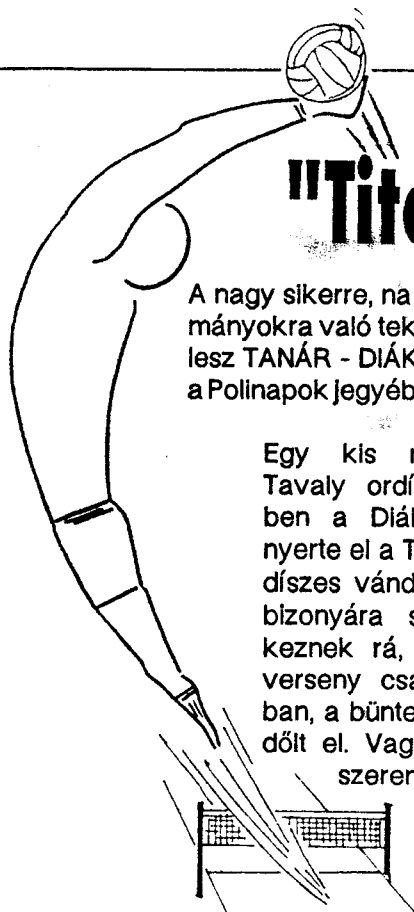 "Tit
A nagy sikerre, na
mányokra való tek
lesz TANÁR - DIÁK
a Polinapok jegyéb
Egy kis
Tavaly ordí
ben a Diá
nyerte el a T
díszes vánd
bizonyára s
keznek rá,
verseny csa
ban, a bünte
dőlt el. Vag
szeren